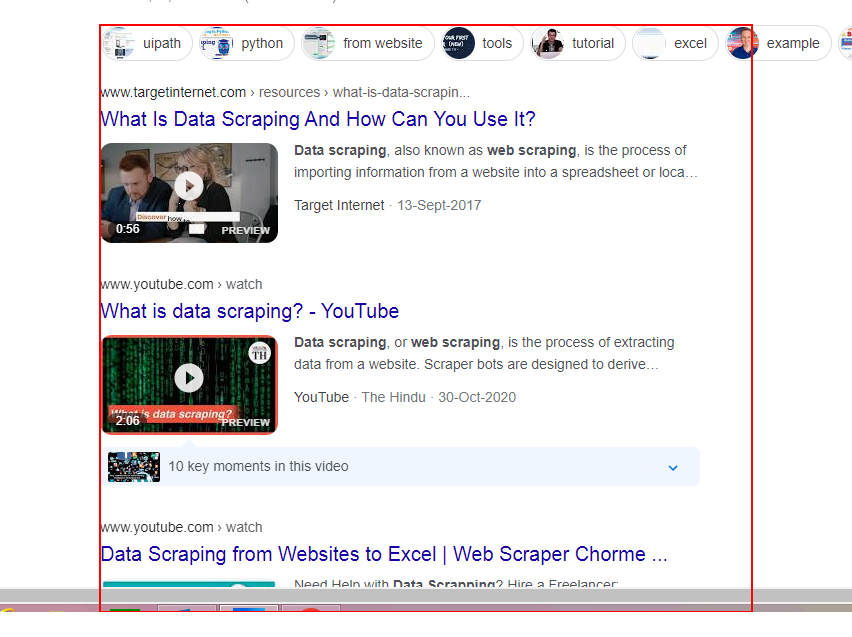 uipath python from website tools tutorial excel example
www.targetinternet.com › resources › what-is-data-scrapin...
What Is Data Scraping And How Can You Use It?
Data scraping, also known as web scraping, is the process of
importing information from a website into a spreadsheet or loca...
Discover how to
0:56 PREVIEW
Target Internet · 13-Sept-2017
www.youtube.com › watch
What is data scraping? - YouTube
Data scraping, or web scraping, is the process of extracting
data from a website. Scraper bots are designed to derive...
TH
What is data scraping?
2:06 PREVIEW
YouTube · The Hindu · 30-Oct-2020
10 key moments in this video
www.youtube.com › watch
Data Scraping from Websites to Excel | Web Scraper Chorme ...
Need Help with Data Scrapping? Hire a Freelancer: